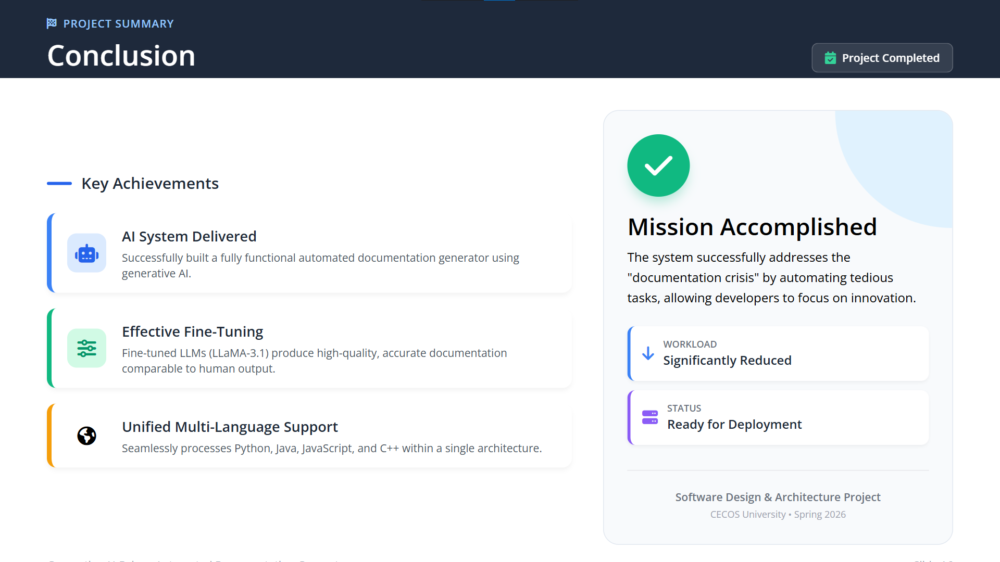 PROJECT SUMMARY
Conclusion
Project Completed
Key Achievements
AI System Delivered
Successfully built a fully functional automated documentation generator using
generative AI.
Effective Fine-Tuning
Fine-tuned LLMs (LLaMA-3.1) produce high-quality, accurate documentation
comparable to human output.
Unified Multi-Language Support
Seamlessly processes Python, Java, JavaScript, and C++ within a single architecture.
Mission Accomplished
The system successfully addresses the
"documentation crisis" by automating tedious
tasks, allowing developers to focus on innovation.
WORKLOAD
Significantly Reduced
STATUS
Ready for Deployment
Software Design & Architecture Project
CECOS University • Spring 2026